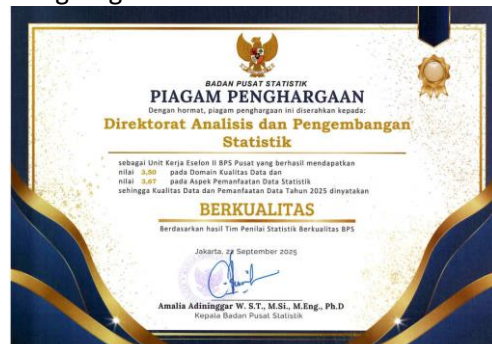 BADAN PUSAT STATISTIK
PIAGAM PENGHARGAAN
Dengan hormat, piagam penghargaan ini diserahkan kepada:
Direktorat Analisis dan Pengembangan
Statistik
sebagai Unit Kerja Eselon II BPS Pusat yang berhasil mendapatkan
nilai 3,50 pada Domain Kualitas Data dan
nilai 3,67 pada Aspek Pemanfaatan Data Statistik
sehingga Kualitas Data dan Pemanfaatan Data Tahun 2025 dinyatakan
BERKUALITAS
Berdasarkan hasil Tim Penilai Statistik Berkualitas BPS
Jakarta, 22 September 2025
Amalia Adininggar W. S.T., M.Si., M.Eng., Ph.D
Kepala Badan Pusat Statistik